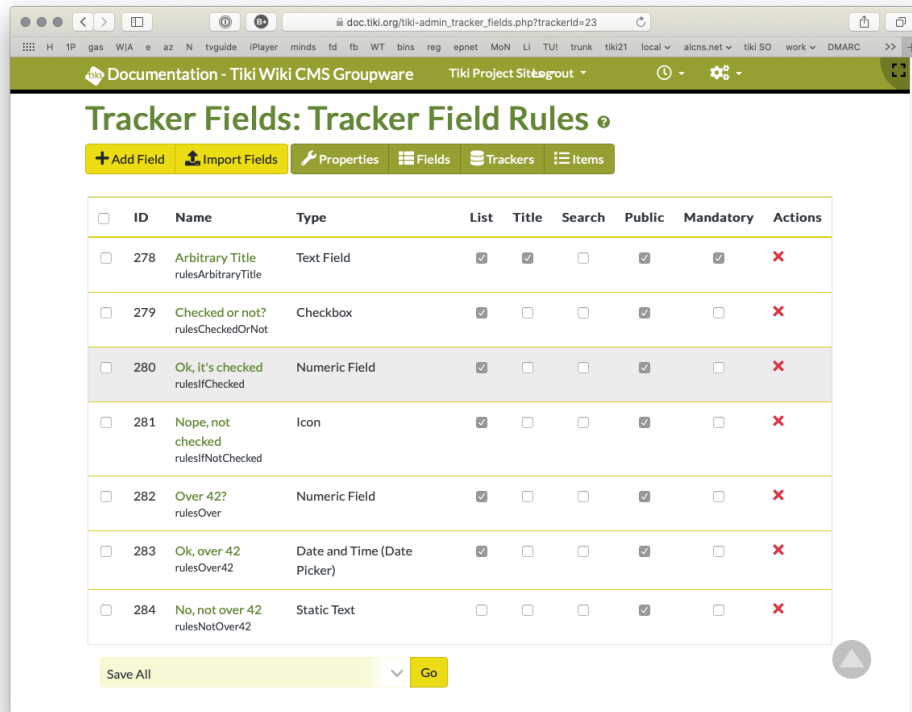 doc.tiki.org/tiki-admin_tracker_fields.php?trackerId=23
H 1P gas W|A e az N tvguide iPlayer minds fd fb WT bins reg epnet MoN Li TU! trunk tiki21 local alcns.net tiki SO work DMARC >> +
tiki Documentation - Tiki Wiki CMS Groupware Tiki Project Sites Logout
Tracker Fields: Tracker Field Rules ?
Add Field Import Fields Properties Fields Trackers Items
ID Name Type List Title Search Public Mandatory Actions
278 Arbitrary Title Text Field
rulesArbitraryTitle
279 Checked or not? Checkbox
rulesCheckedOrNot
280 Ok, it's checked Numeric Field
rulesIfChecked
281 Nope, not Icon
checked
rulesIfNotChecked
282 Over 42? Numeric Field
rulesOver
283 Ok, over 42 Date and Time (Date
rulesOver42 Picker)
284 No, not over 42 Static Text
rulesNotOver42
Save All Go